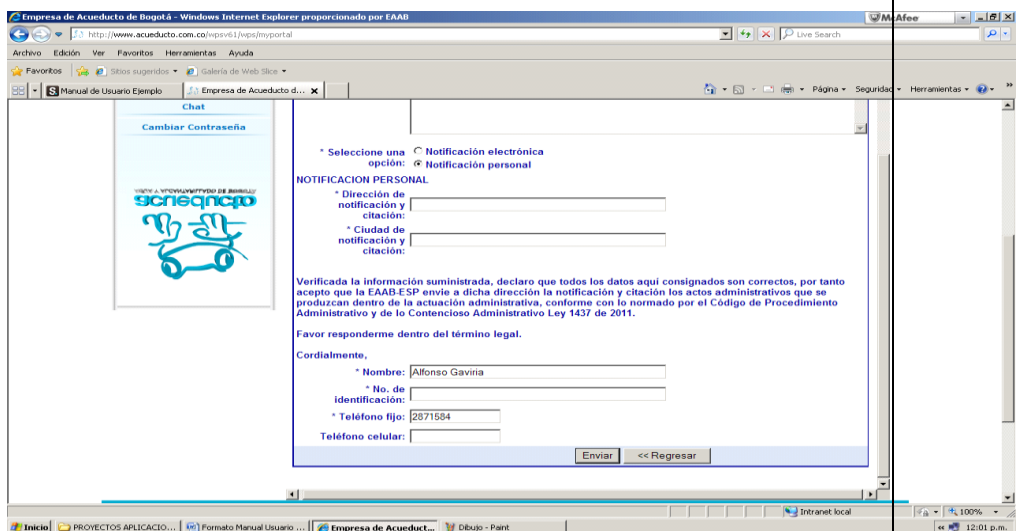 Empresa de Acueducto de Bogotá - Windows Internet Explorer proporcionado por EAAB
McAfee
http://www.acueducto.com.co/wpsv61/wps/myportal
Live Search
Archivo Edición Ver Favoritos Herramientas Ayuda
Favoritos Sitios sugeridos Galería de Web Slice
Manual de Usuario Ejemplo
Empresa de Acueducto d...
Página Seguridad Herramientas
Chat
Cambiar Contraseña
acueducto
* Seleccione una opción:
Notificación electrónica
Notificación personal
NOTIFICACION PERSONAL
* Dirección de
notificación y
citación:
* Ciudad de
notificación y
citación:
Verificada la información suministrada, declaro que todos los datos aquí consignados son correctos, por tanto
acepto que la EAAB-ESP envie a dicha dirección la notificación y citación los actos administrativos que se
produzcan dentro de la actuación administrativa, conforme con lo normado por el Código de Procedimiento
Administrativo y de lo Contencioso Administrativo Ley 1437 de 2011.
Favor responderme dentro del término legal.
Cordialmente,
* Nombre: Alfonso Gaviria
* No. de
identificación:
* Teléfono fijo: 2871584
Teléfono celular:
Enviar << Regresar
Intranet local
100%
Inicio
PROYECTOS APLICACIO...
Formato Manual Usuario ...
Empresa de Acueduct...
Dibujo - Paint
12:01 p.m.